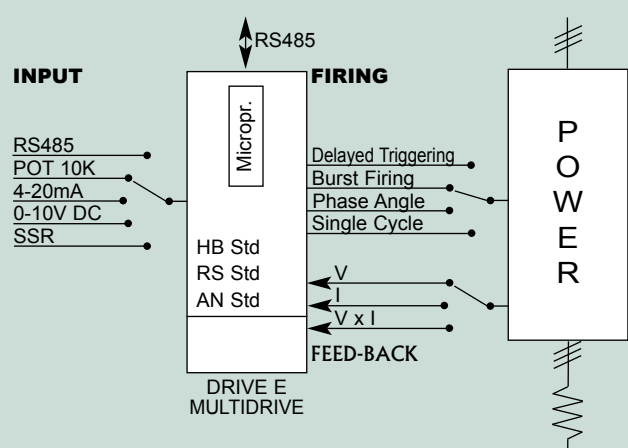 RS485
INPUT
FIRING
Micropr.
RS485
POT 10K
4-20mA
0-10V DC
SSR
Delayed Triggering
Burst Firing
Phase Angle
Single Cycle
HB Std
RS Std
AN Std
V
I
V x I
FEED-BACK
DRIVE E
MULTIDRIVE
POWER